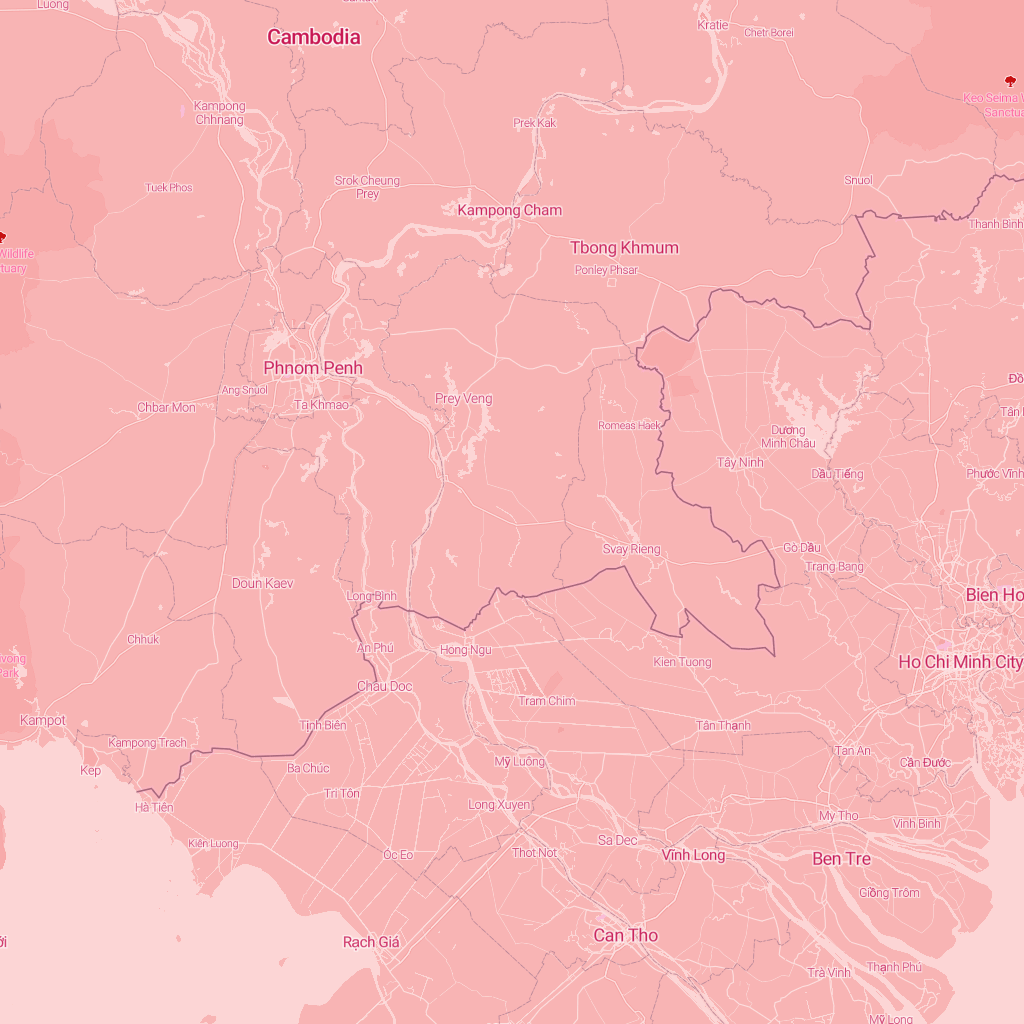 Luong
Cambodia
Kratie
Chetr Borei
Kampong
Chhnang
Keo Seima W
Sanctua
Prek Kak
Tuek Phos
Srok Cheung
Prey
Snuol
Kampong Cham
Thanh Bình
Wildlife
tuary
Tbong Khmum
Ponley Phsar
Phnom Penh
Ang Snuol
Chbar Mon
Ta Khmao
Prey Veng
Romeas Haek
Đồ
Tân
Dương
Minh Châu
Tây Ninh
Dầu Tiếng
Phước Vĩnh
Svay Rieng
Gò Dầu
Trang Bang
Doun Kaev
Long Bình
Bien Ho
Chhuk
An Phú
Hong Ngu
Kien Tuong
Ho Chi Minh City
vong
Park
Chau Doc
Tram Chim
Kampot
Tịnh Biên
Tân Thạnh
Kampong Trach
Tan An
Cần Đước
Kep
Ba Chúc
Mỹ Luông
Hà Tiên
Tri Tôn
Long Xuyen
My Tho
Vĩnh Bình
Kiên Luong
Óc Eo
Thot Not
Sa Dec
Vĩnh Long
Ben Tre
Giồng Trôm
ới
Rạch Giá
Can Tho
Trà Vinh
Thạnh Phú
Mỹ Long